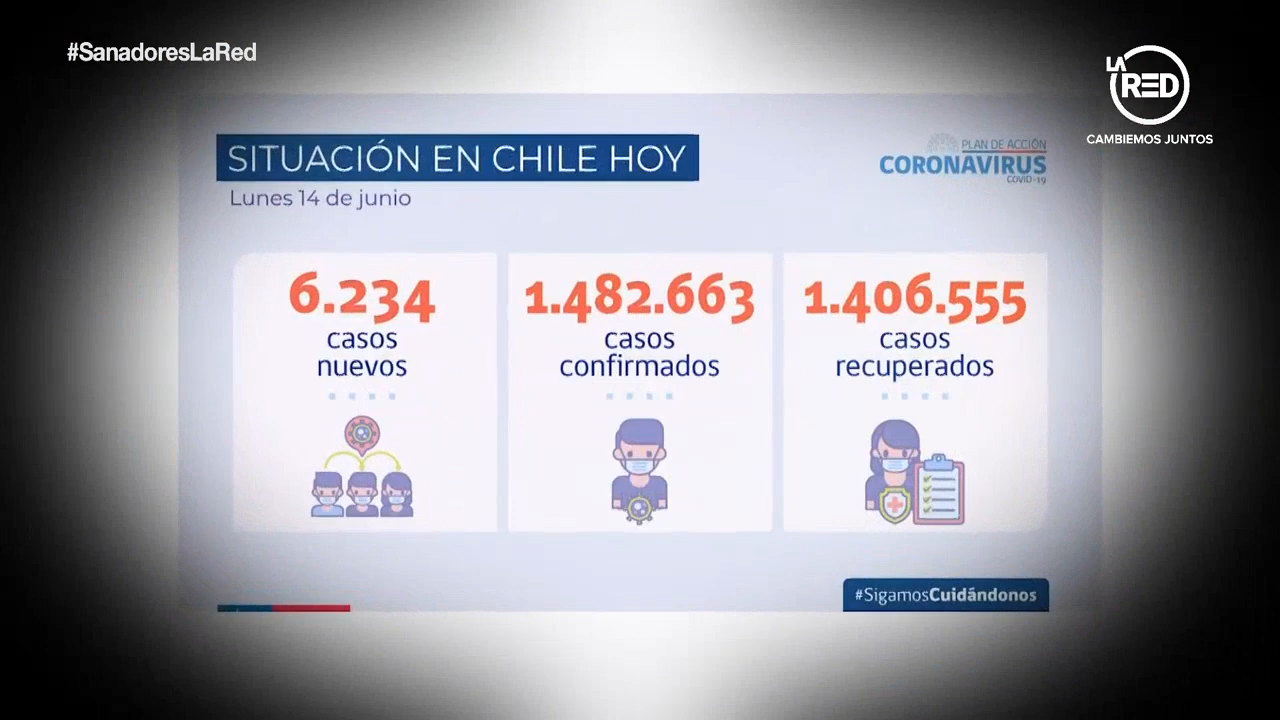 #SanadoresLaRed
LA
RED
CAMBIEMOS JUNTOS
SITUACIÓN EN CHILE HOY
Lunes 14 de junio
PLAN DE ACCIÓN
CORONAVIRUS
COVID-19
6.234
casos
nuevos
1.482.663
casos
confirmados
1.406.555
casos
recuperados
#SigamosCuidándonos